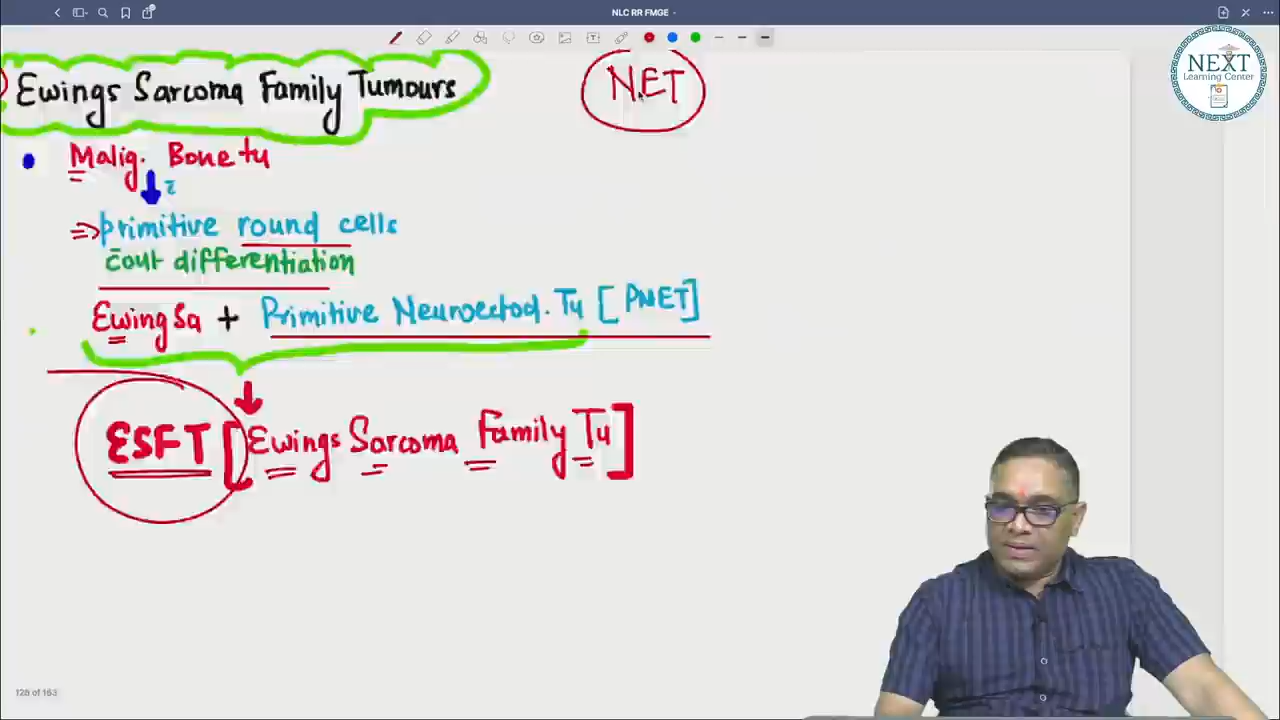 NLC RR FMGE
NEXT
Learning Center
Ewings Sarcoma Family Tumours
N.ET
Malig. Bone tu
primitive round cells
c̄out differentiation
Ewing Sa + Primitive Neuroectod. Tu [PNET]
ESFT [Ewings Sarcoma Family Tu]
128 of 163